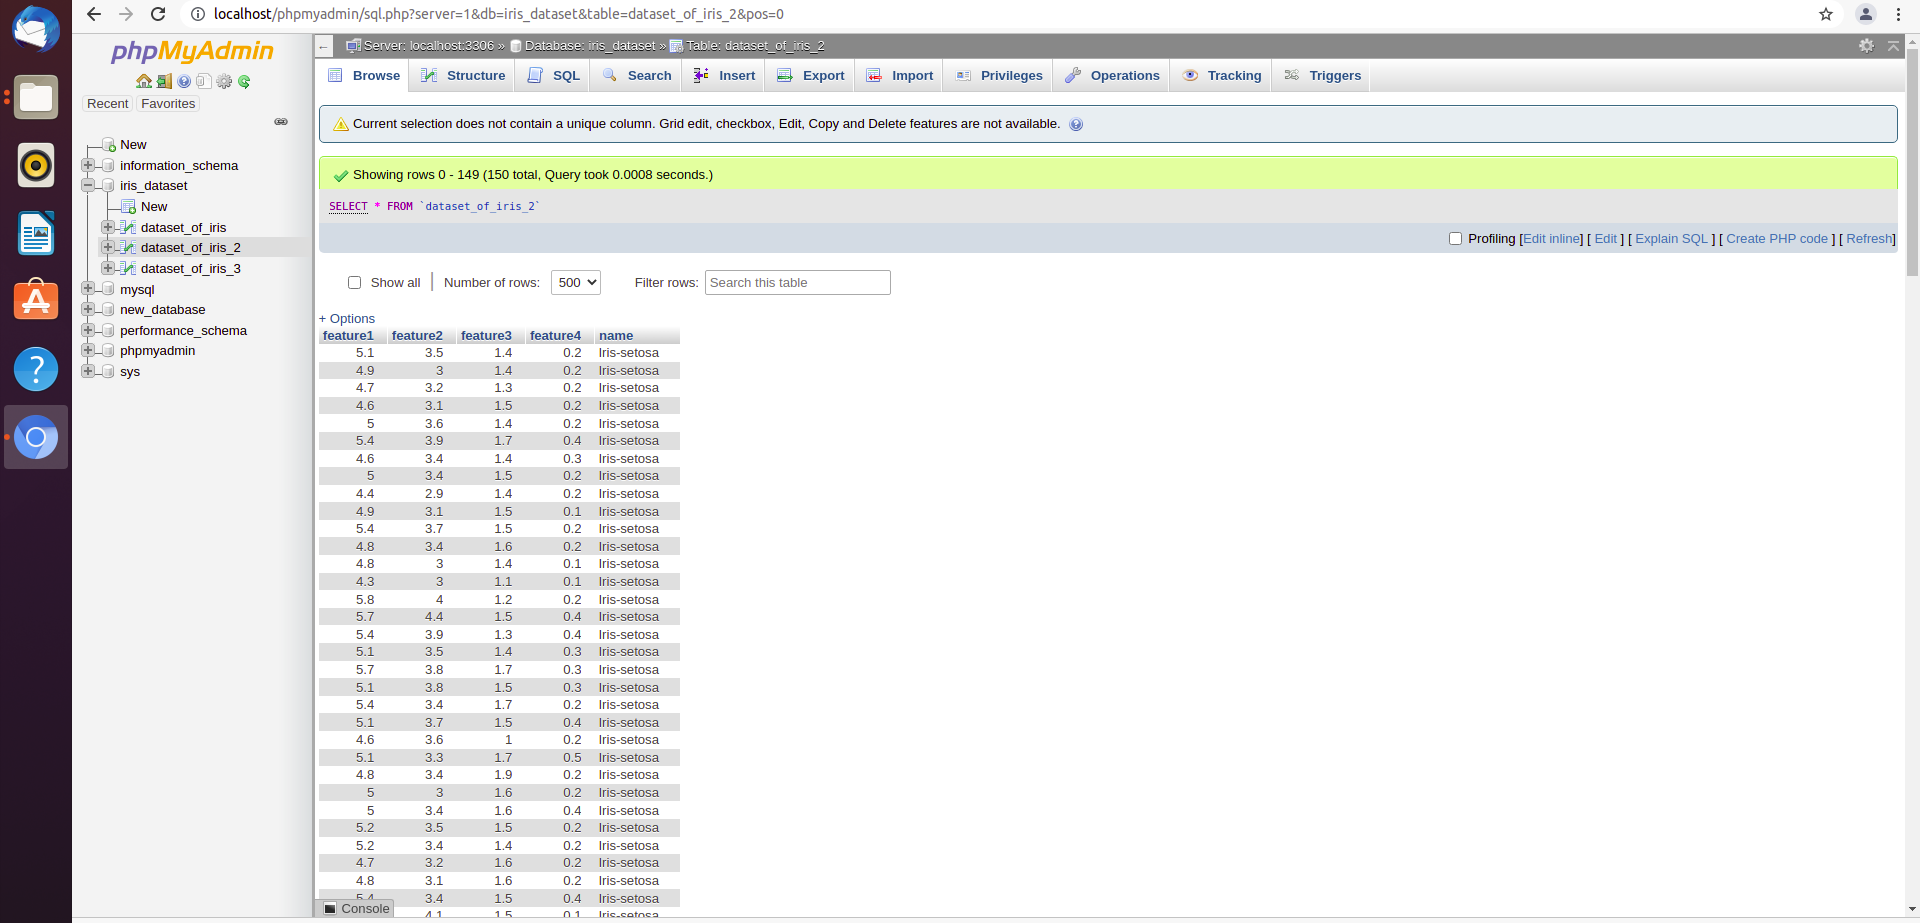 localhost/phpmyadmin/sql.php?server=1&db=iris_dataset&table=dataset_of_iris_2&pos=0
phpMyAdmin
Recent Favorites
New
information_schema
iris_dataset
New
dataset_of_iris
dataset_of_iris_2
dataset_of_iris_3
mysql
new_database
performance_schema
phpmyadmin
sys
Server: localhost:3306 » Database: iris_dataset » Table: dataset_of_iris_2
Browse Structure SQL Search Insert Export Import Privileges Operations Tracking Triggers
Current selection does not contain a unique column. Grid edit, checkbox, Edit, Copy and Delete features are not available.
Showing rows 0 - 149 (150 total, Query took 0.0008 seconds.)
SELECT * FROM `dataset_of_iris_2`
Profiling [Edit inline] [ Edit ] [ Explain SQL ] [ Create PHP code ] [ Refresh]
Show all Number of rows: 500 Filter rows: Search this table
+ Options
feature1 feature2 feature3 feature4 name
5.1 3.5 1.4 0.2 Iris-setosa
4.9 3 1.4 0.2 Iris-setosa
4.7 3.2 1.3 0.2 Iris-setosa
4.6 3.1 1.5 0.2 Iris-setosa
5 3.6 1.4 0.2 Iris-setosa
5.4 3.9 1.7 0.4 Iris-setosa
4.6 3.4 1.4 0.3 Iris-setosa
5 3.4 1.5 0.2 Iris-setosa
4.4 2.9 1.4 0.2 Iris-setosa
4.9 3.1 1.5 0.1 Iris-setosa
5.4 3.7 1.5 0.2 Iris-setosa
4.8 3.4 1.6 0.2 Iris-setosa
4.8 3 1.4 0.1 Iris-setosa
4.3 3 1.1 0.1 Iris-setosa
5.8 4 1.2 0.2 Iris-setosa
5.7 4.4 1.5 0.4 Iris-setosa
5.4 3.9 1.3 0.4 Iris-setosa
5.1 3.5 1.4 0.3 Iris-setosa
5.7 3.8 1.7 0.3 Iris-setosa
5.1 3.8 1.5 0.3 Iris-setosa
5.4 3.4 1.7 0.2 Iris-setosa
5.1 3.7 1.5 0.4 Iris-setosa
4.6 3.6 1 0.2 Iris-setosa
5.1 3.3 1.7 0.5 Iris-setosa
4.8 3.4 1.9 0.2 Iris-setosa
5 3 1.6 0.2 Iris-setosa
5 3.4 1.6 0.4 Iris-setosa
5.2 3.5 1.5 0.2 Iris-setosa
5.2 3.4 1.4 0.2 Iris-setosa
4.7 3.2 1.6 0.2 Iris-setosa
4.8 3.1 1.6 0.2 Iris-setosa
5.4 3.4 1.5 0.4 Iris-setosa
4.1 1.5 0.1 Iris-setosa
Console